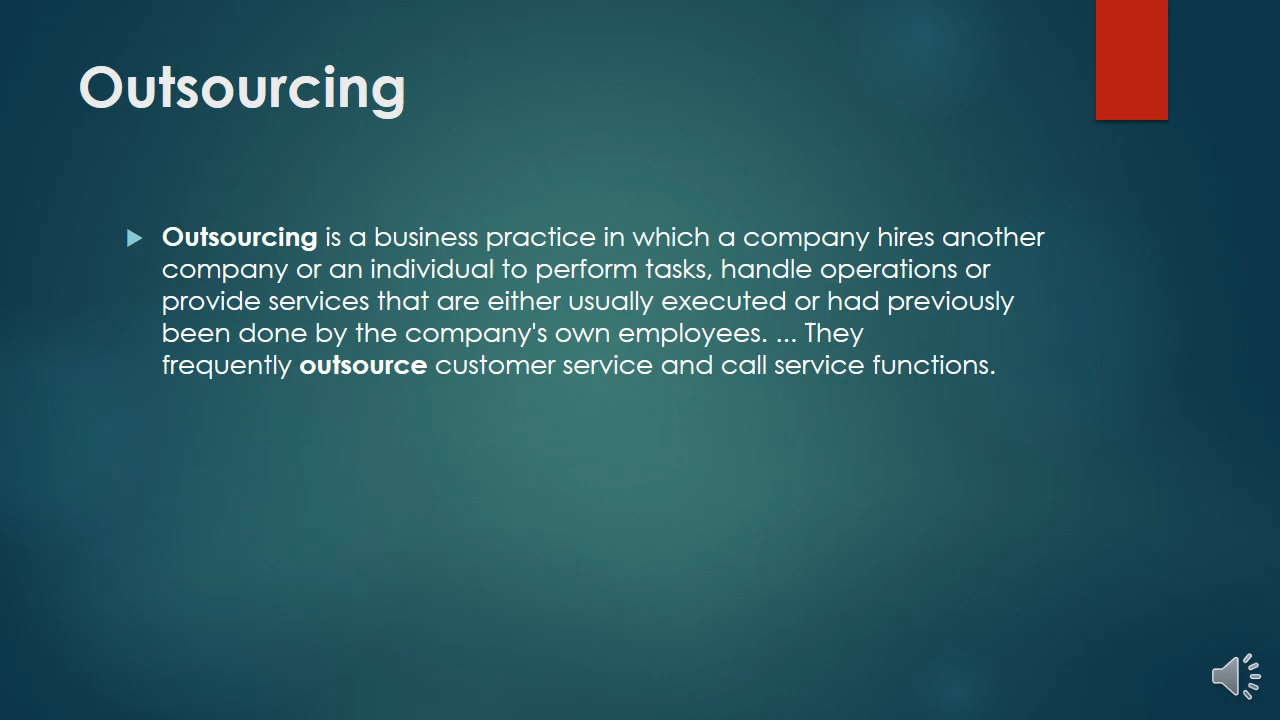 Outsourcing
Outsourcing is a business practice in which a company hires another
company or an individual to perform tasks, handle operations or
provide services that are either usually executed or had previously
been done by the company's own employees. ... They
frequently outsource customer service and call service functions.